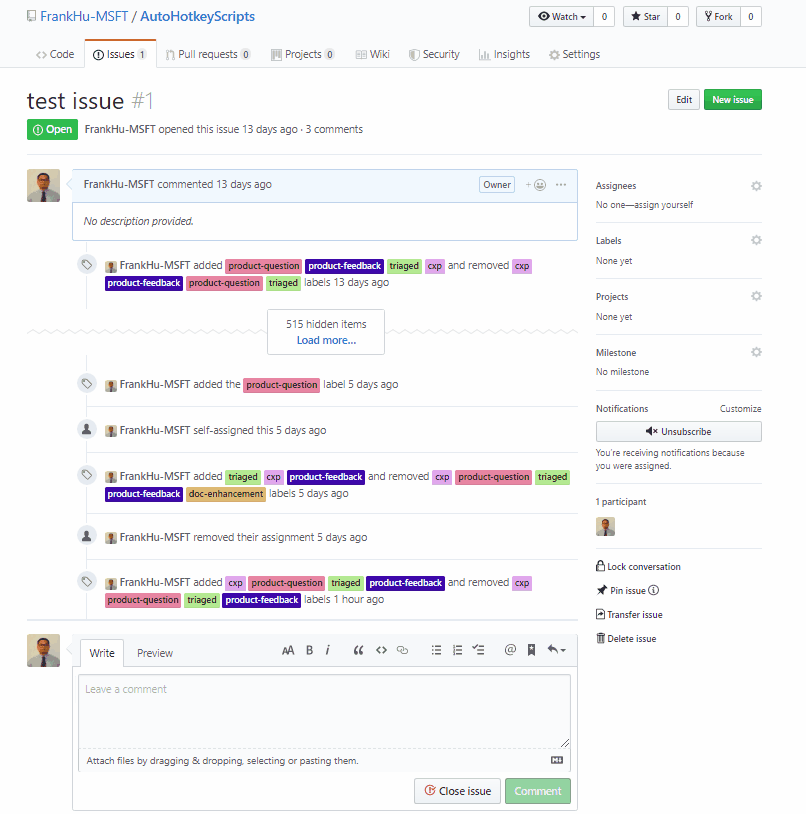 FrankHu-MSFT / AutoHotkeyScripts
Watch 0 Star 0 Fork 0
Code Issues 1 Pull requests 0 Projects 0 Wiki Security Insights Settings
test issue #1
Edit New issue
Open FrankHu-MSFT opened this issue 13 days ago · 3 comments
FrankHu-MSFT commented 13 days ago Owner
No description provided.
FrankHu-MSFT added product-question product-feedback triaged cxp and removed cxp
product-feedback product-question triaged labels 13 days ago
515 hidden items
Load more...
FrankHu-MSFT added the product-question label 5 days ago
FrankHu-MSFT self-assigned this 5 days ago
FrankHu-MSFT added triaged cxp product-feedback and removed cxp product-question triaged
product-feedback doc-enhancement labels 5 days ago
FrankHu-MSFT removed their assignment 5 days ago
FrankHu-MSFT added cxp product-question triaged product-feedback and removed cxp
product-question triaged product-feedback labels 1 hour ago
Write Preview
AA B i
Leave a comment
Attach files by dragging & dropping, selecting or pasting them.
Close issue Comment
Assignees
No one—assign yourself
Labels
None yet
Projects
None yet
Milestone
No milestone
Notifications Customize
Unsubscribe
You're receiving notifications because
you were assigned.
1 participant
Lock conversation
Pin issue
Transfer issue
Delete issue